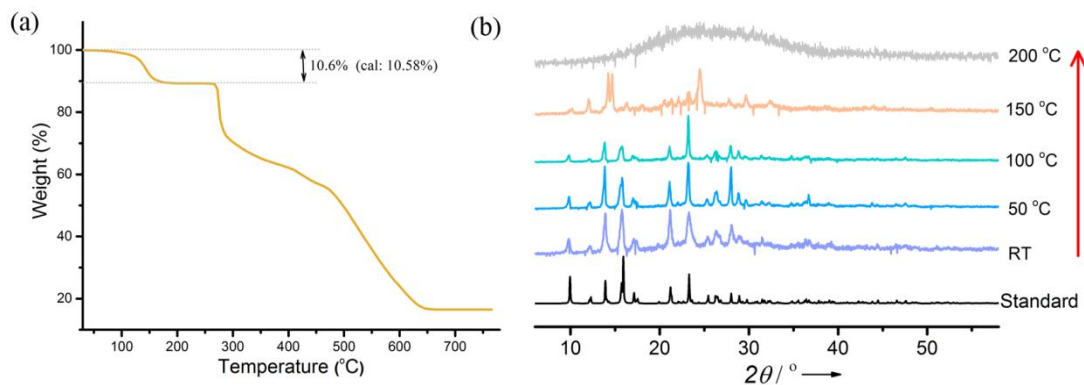 (a)
100
80
60
40
20
10.6% (cal: 10.58%)
Weight (%)
100 200 300 400 500 600 700
Temperature (°C)
(b)
200 °C
150 °C
100 °C
50 °C
RT
Standard
10 20 30 40 50
2θ / °